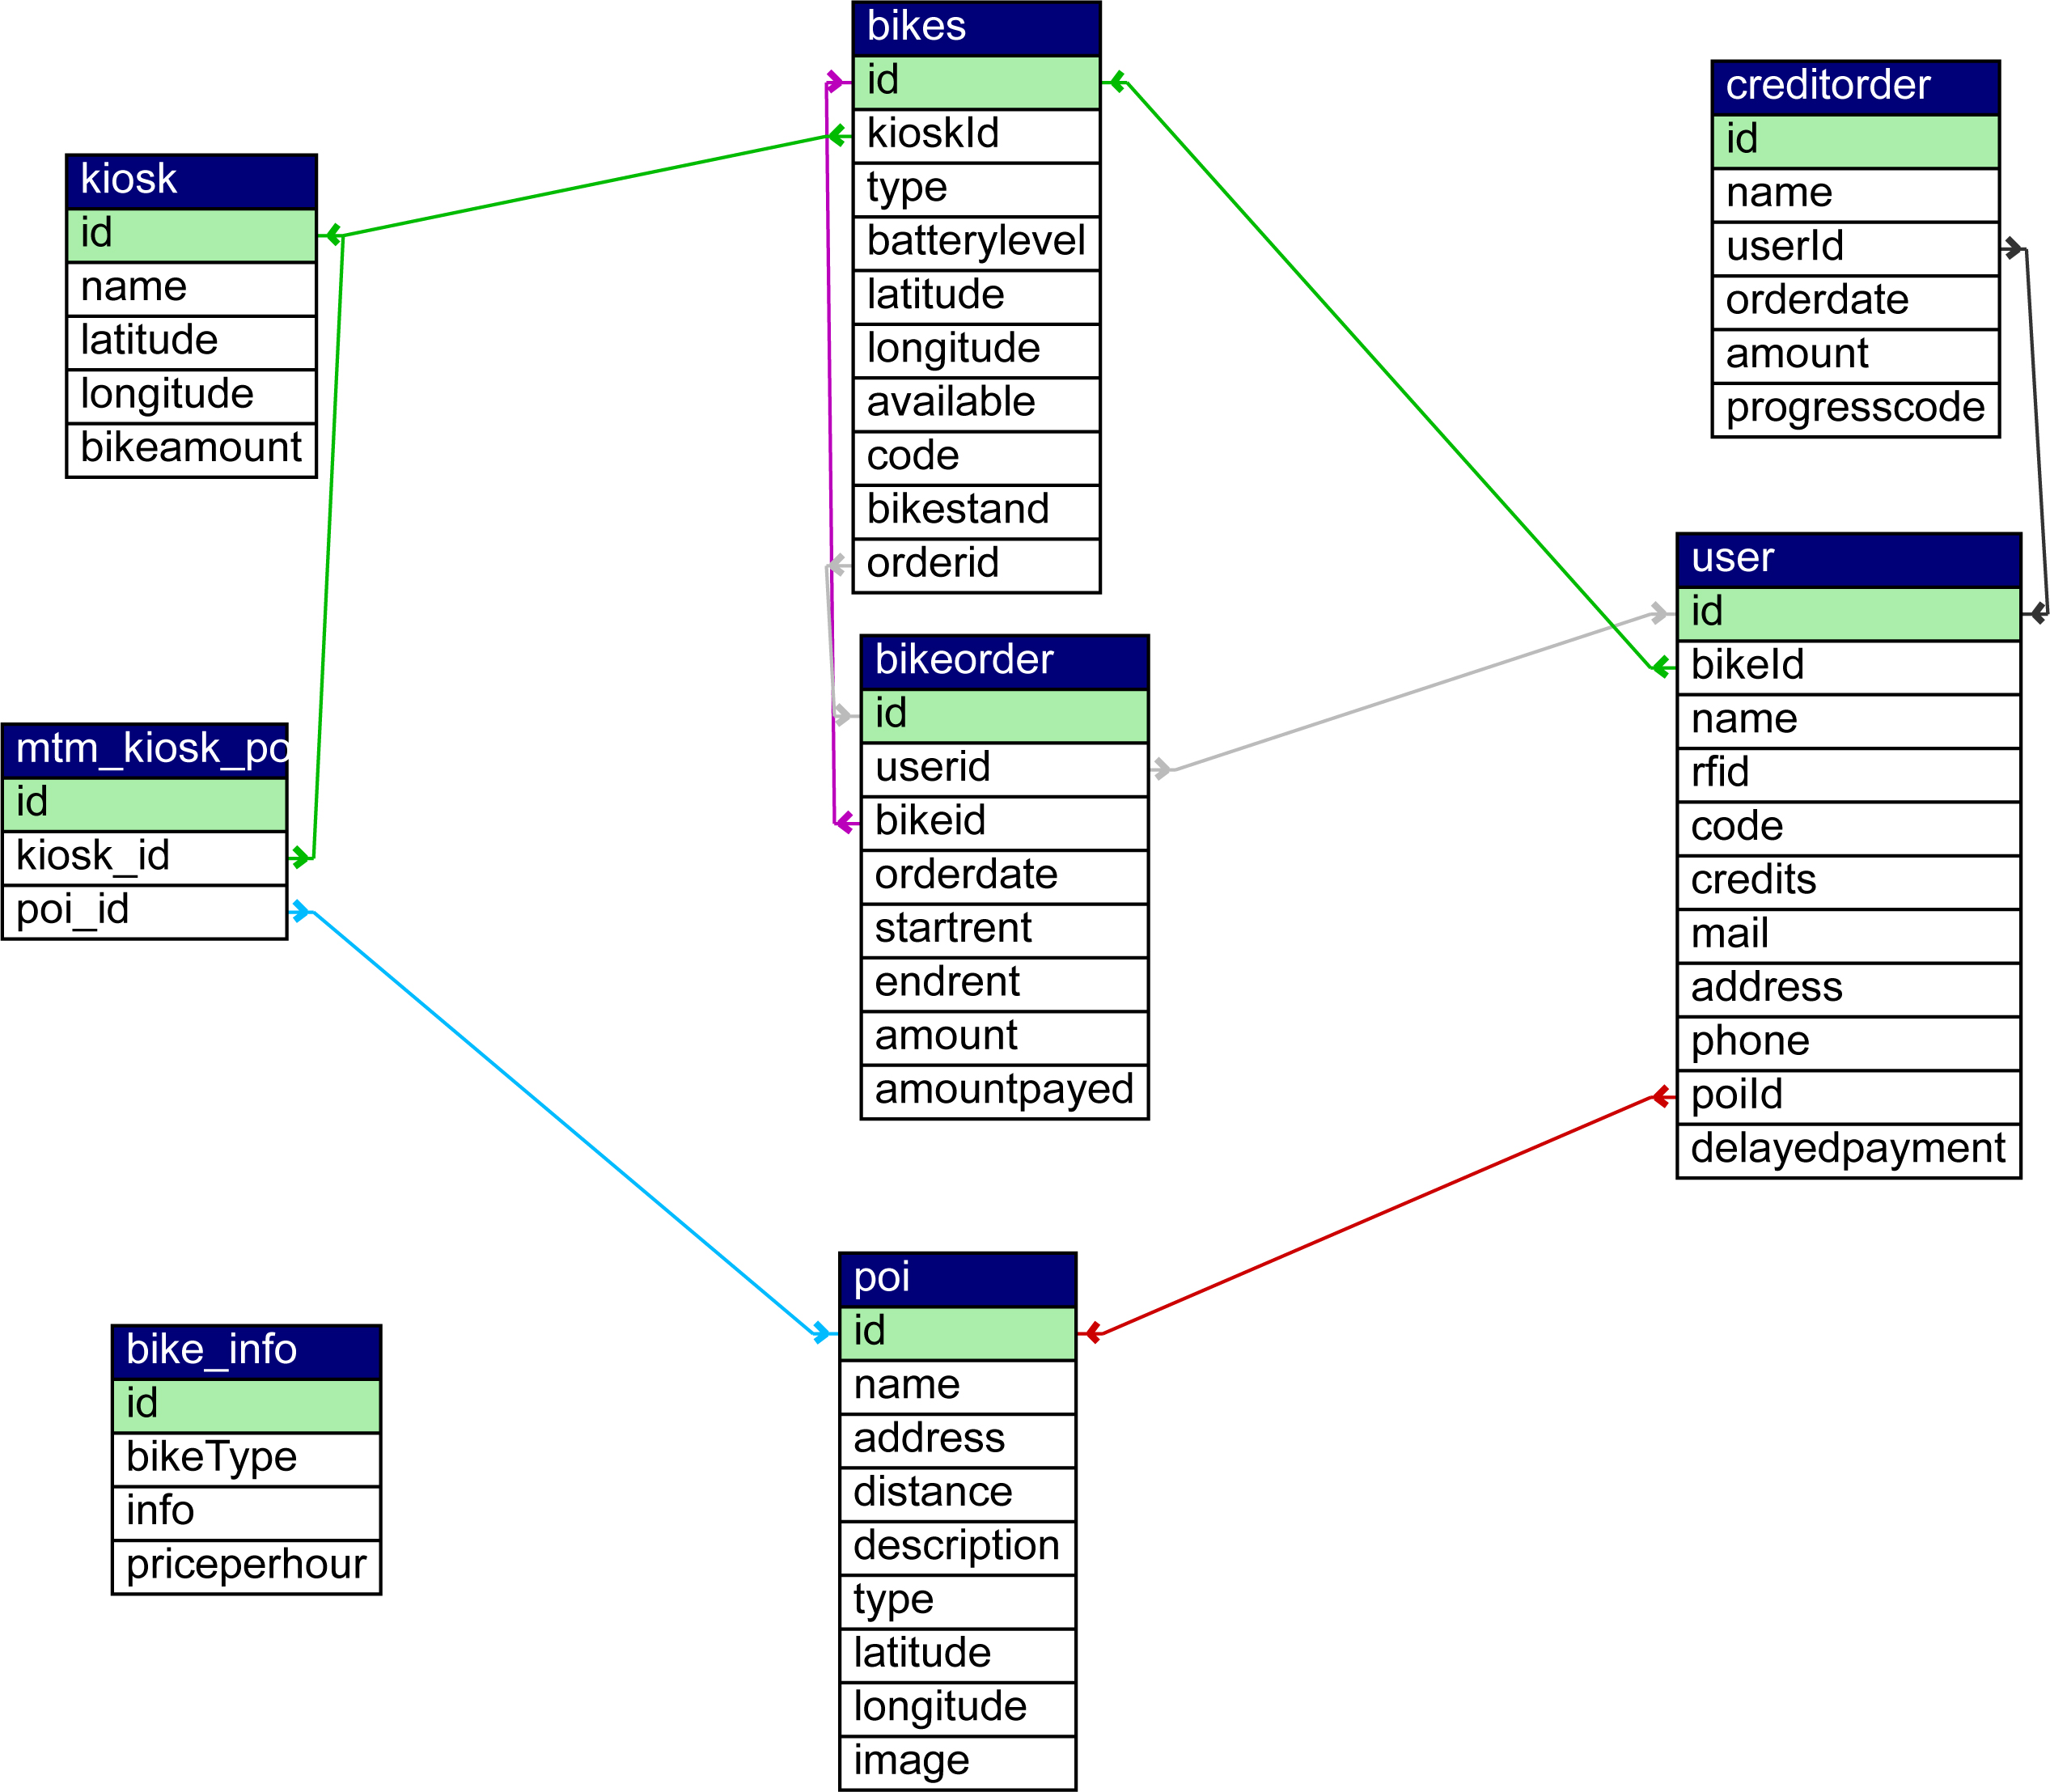 bikes
id
kioskId
type
batterylevel
latitude
longitude
available
code
bikestand
orderid
creditorder
id
name
userId
orderdate
amount
progresscode
kiosk
id
name
latitude
longitude
bikeamount
user
id
bikeId
name
rfid
code
credits
mail
address
phone
poiId
delayedpayment
bikeorder
id
userid
bikeid
orderdate
startrent
endrent
amount
amountpayed
mtm_kiosk_po
id
kiosk_id
poi_id
poi
id
name
address
distance
description
type
latitude
longitude
image
bike_info
id
bikeType
info
priceperhour